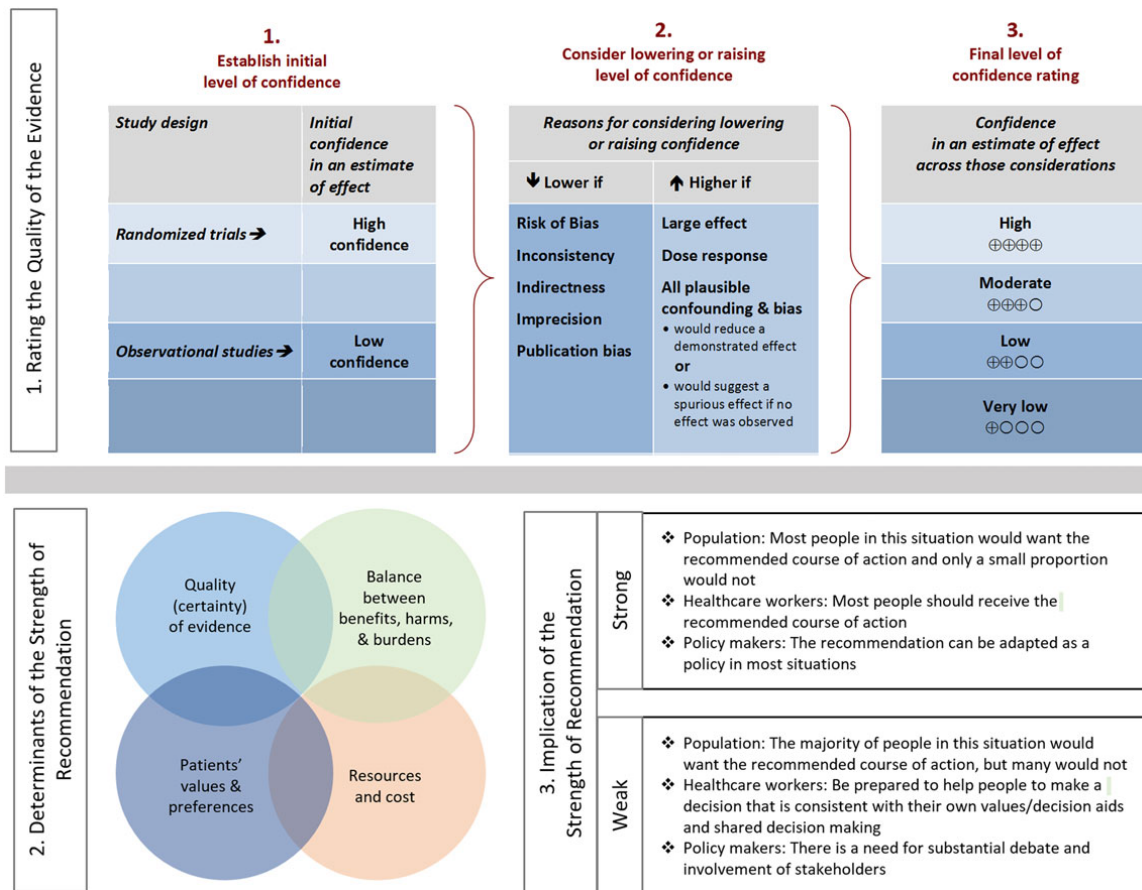 1. Rating the Quality of the Evidence
1.
Establish initial
level of confidence
Study design
Initial
confidence
in an estimate
of effect
Randomized trials ➔
High
confidence
Observational studies ➔
Low
confidence
2.
Consider lowering or raising
level of confidence
Reasons for considering lowering
or raising confidence
🡻 Lower if
🡹 Higher if
Risk of Bias
Inconsistency
Indirectness
Imprecision
Publication bias
Large effect
Dose response
All plausible
confounding & bias
• would reduce a
demonstrated effect
or
• would suggest a
spurious effect if no
effect was observed
3.
Final level of
confidence rating
Confidence
in an estimate of effect
across those considerations
High
⊕⊕⊕⊕
Moderate
⊕⊕⊕○
Low
⊕⊕○○
Very low
⊕○○○
2. Determinants of the Strength of
Recommendation
Quality
(certainty)
of evidence
Balance
between
benefits, harms,
& burdens
Patients’
values &
preferences
Resources
and cost
3. Implication of the
Strength of Recommendation
Strong
❖ Population: Most people in this situation would want the
recommended course of action and only a small proportion
would not
❖ Healthcare workers: Most people should receive the
recommended course of action
❖ Policy makers: The recommendation can be adapted as a
policy in most situations
Weak
❖ Population: The majority of people in this situation would
want the recommended course of action, but many would not
❖ Healthcare workers: Be prepared to help people to make a
decision that is consistent with their own values/decision aids
and shared decision making
❖ Policy makers: There is a need for substantial debate and
involvement of stakeholders